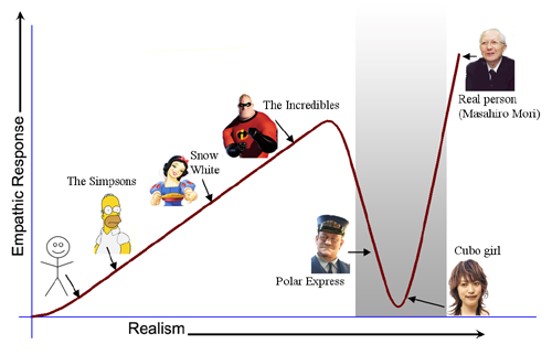 Empathic Response
The Incredibles
Snow
White
The Simpsons
Real person
(Masahiro Mori)
Polar Express
Cubo girl
Realism